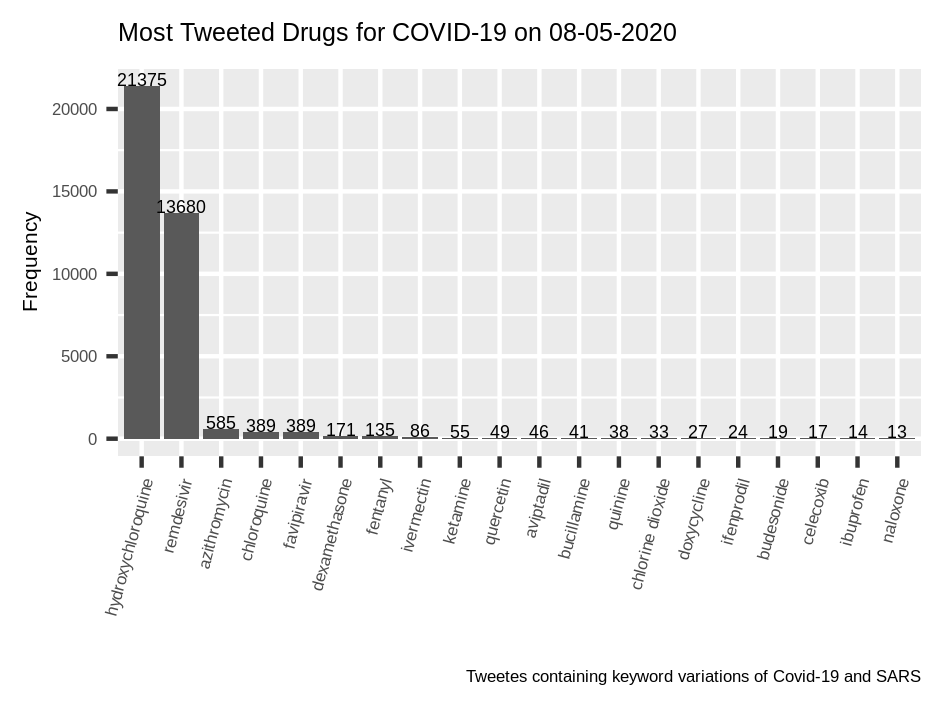 Most Tweeted Drugs for COVID-19 on 08-05-2020
21375
20000
15000
13680
10000
5000
0
Frequency
585 389 389 171 135 86 55 49 46 41 38 33 27 24 19 17 14 13
hydroxychloroquine
remdesivir
azithromycin
chloroquine
favipiravir
dexamethasone
fentanyl
ivermectin
ketamine
quercetin
aviptadil
bucillamine
quinine
chlorine dioxide
doxycycline
ifenprodil
budesonide
celecoxib
ibuprofen
naloxone
Tweetes containing keyword variations of Covid-19 and SARS